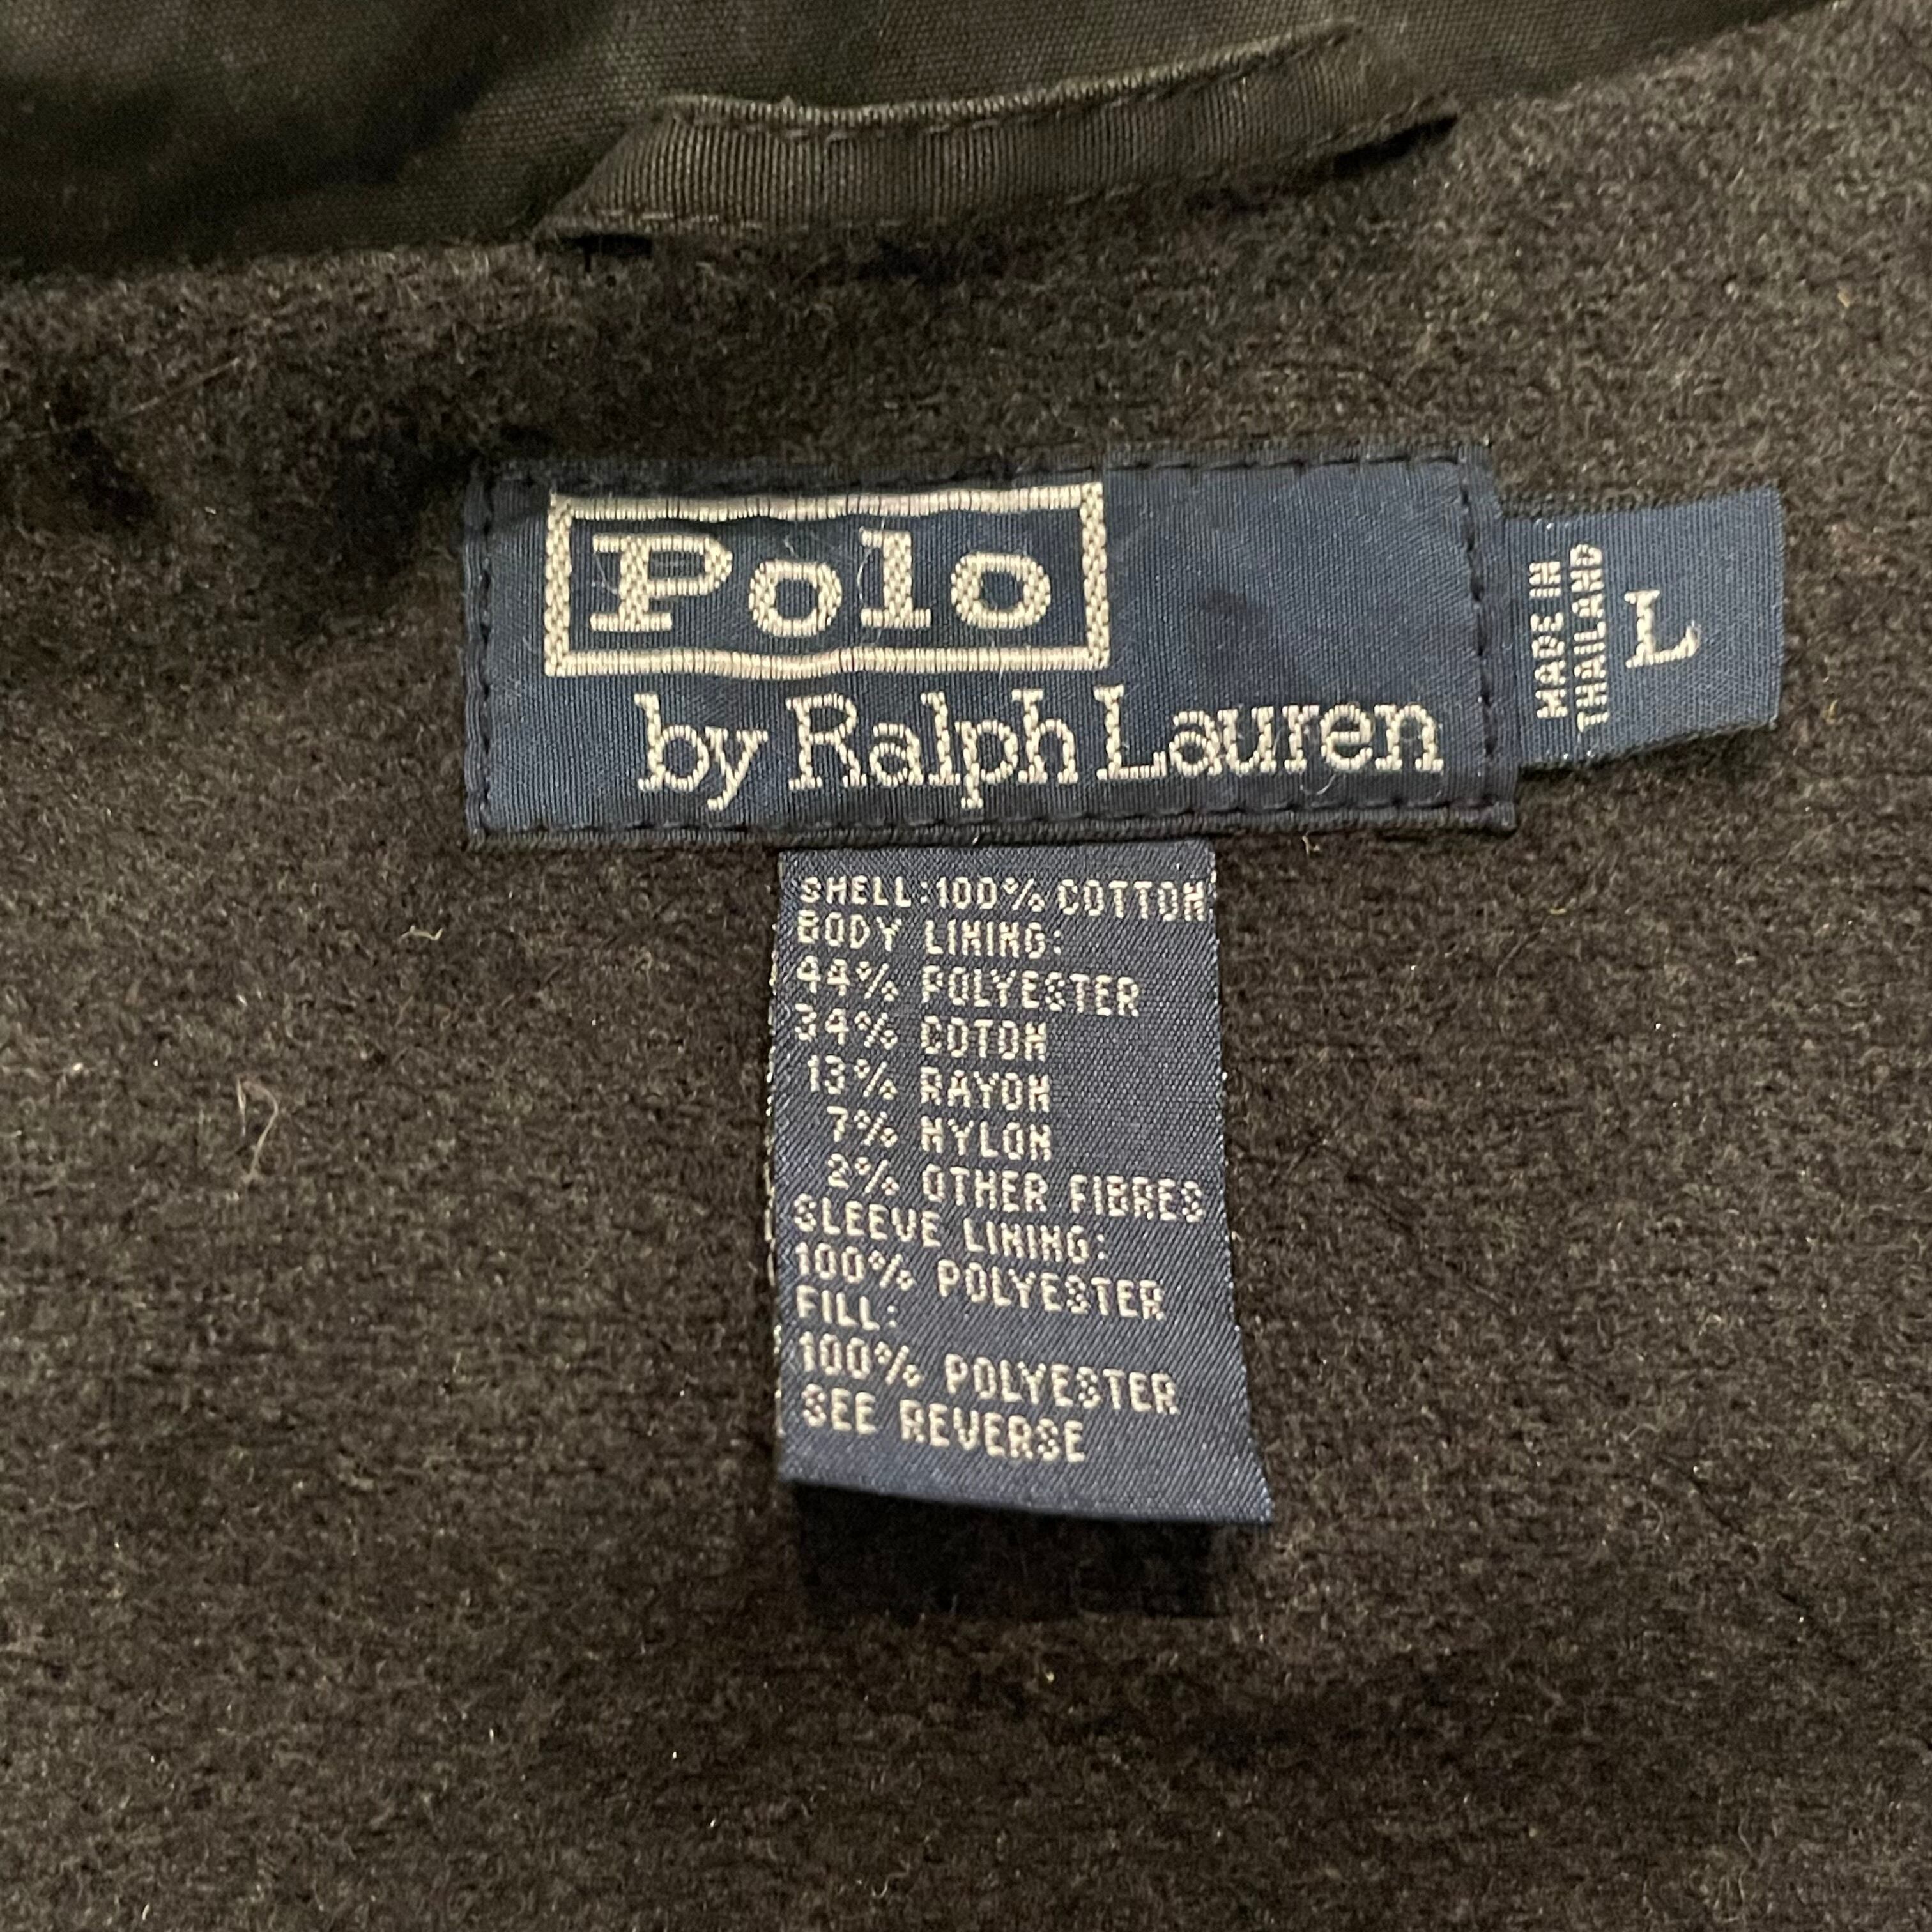 Polo
by Ralph Lauren
MADE IN
THAILAND
L
SHELL:100% COTTON
BODY LINING:
44% POLYESTER
34% COTON
13% RAYON
7% NYLON
2% OTHER FIBRES
SLEEVE LINING:
100% POLYESTER
FILL:
100% POLYESTER
SEE REVERSE